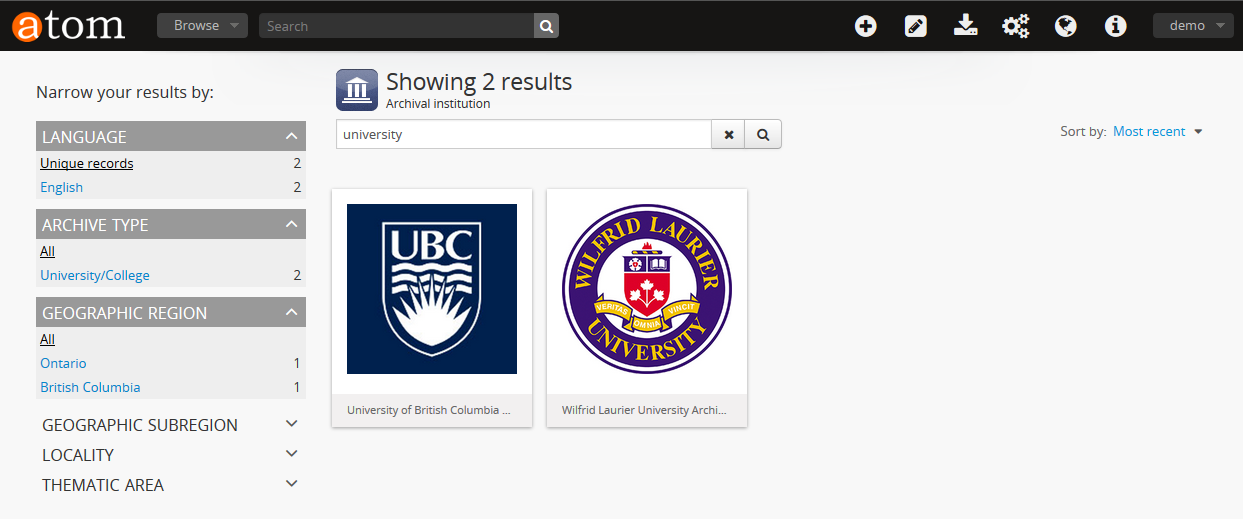 atom
Browse
Search
demo
Narrow your results by:
LANGUAGE
Unique records 2
English 2
ARCHIVE TYPE
All
University/College 2
GEOGRAPHIC REGION
All
Ontario 1
British Columbia 1
GEOGRAPHIC SUBREGION
LOCALITY
THEMATIC AREA
Showing 2 results
Archival institution
university
Sort by: Most recent
UBC
University of British Columbia ...
WILFRID LAURIER
VERITAS OMNIA VINCIT
UNIVERSITY
Wilfrid Laurier University Archi...